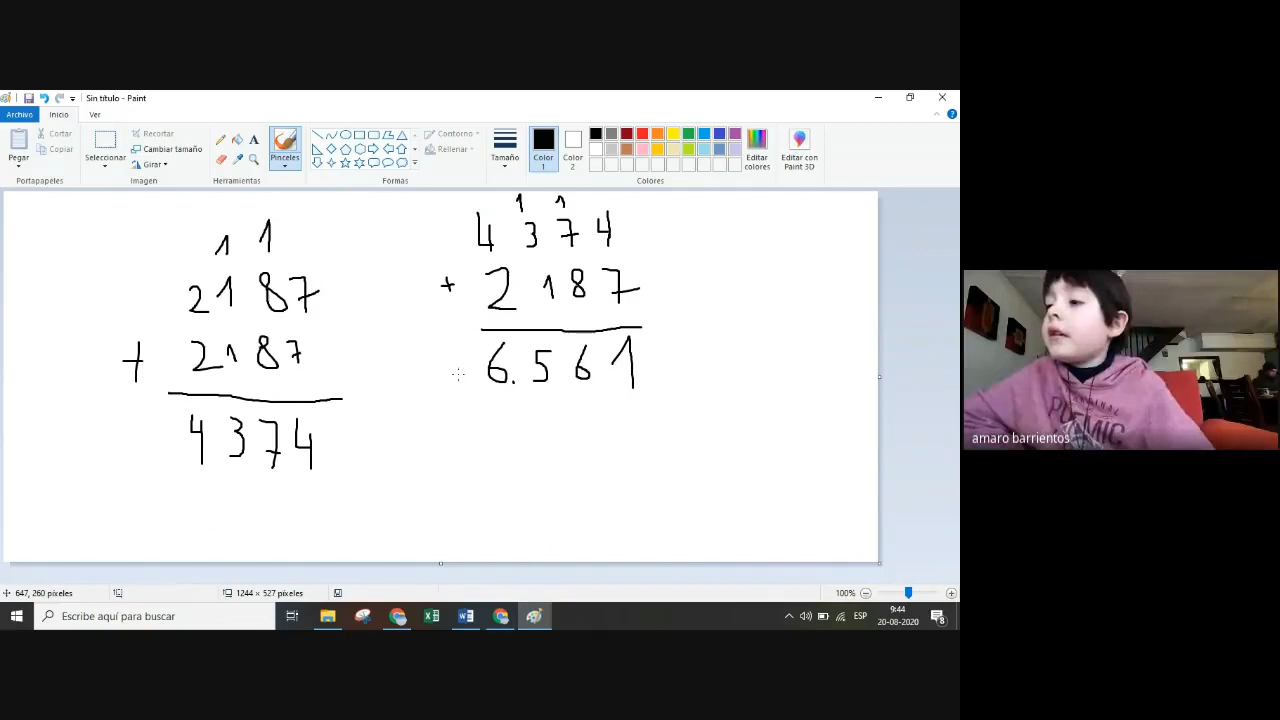 Sin título - Paint
Archivo Inicio Ver
Pegar
Cortar
Copiar
Portapapeles
Seleccionar
Recortar
Cambiar tamaño
Girar
Imagen
A
Herramientas
Pinceles
Contorno
Rellenar
Formas
Tamaño
Color 1
Color 2
Editar colores
Editar con Paint 3D
Colores
1 1
2187
+ 2187
4374
1 1
4374
+ 2187
6.561
amaro barrientos
647, 260 píxeles
1244 × 527 píxeles
100%
Escribe aquí para buscar
ESP
9:44
20-08-2020
8